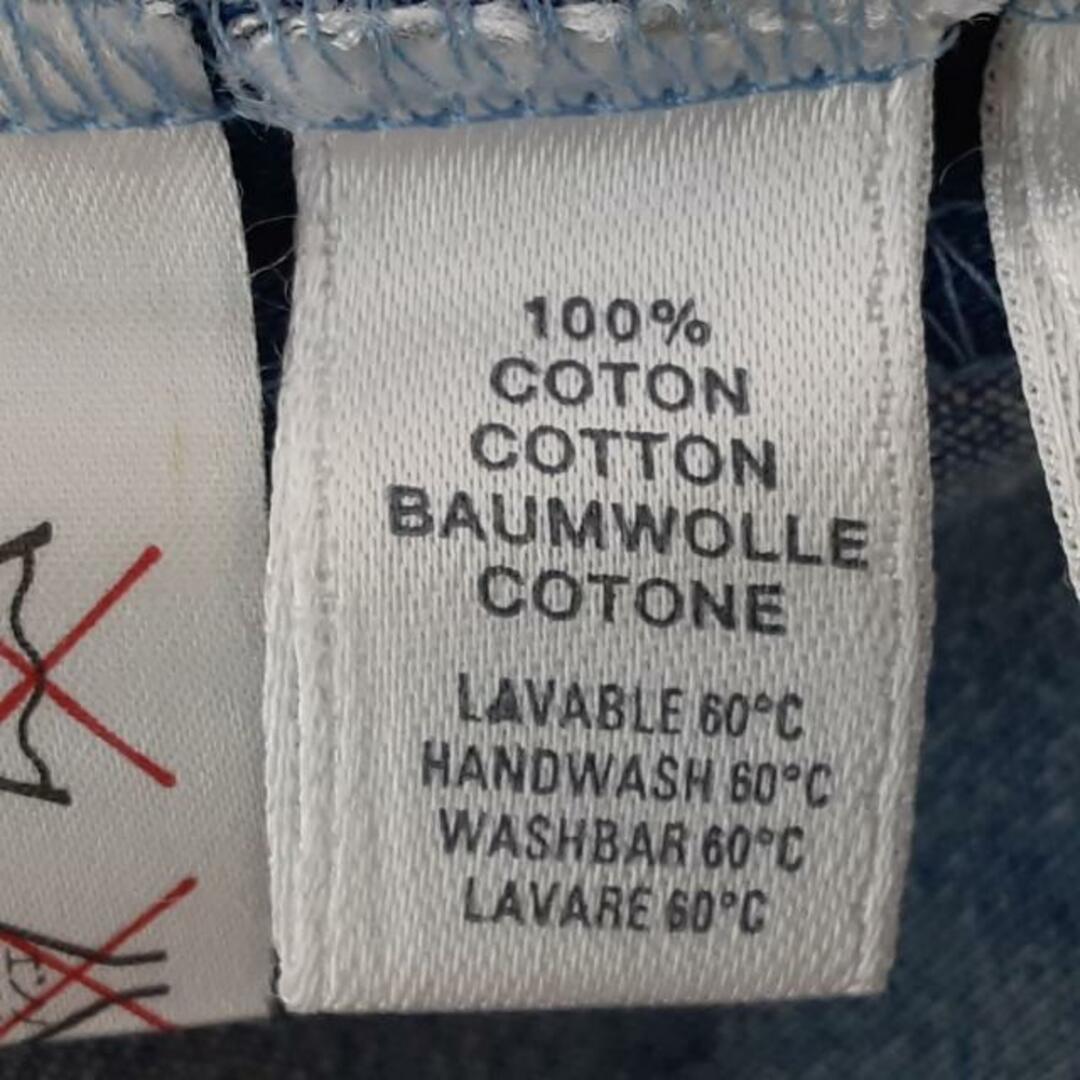 100%
COTON
COTTON
BAUMWOLLE
COTONE
LAVABLE 60°C
HANDWASH 60°C
WASHBAR 60°C
LAVARE 60°C